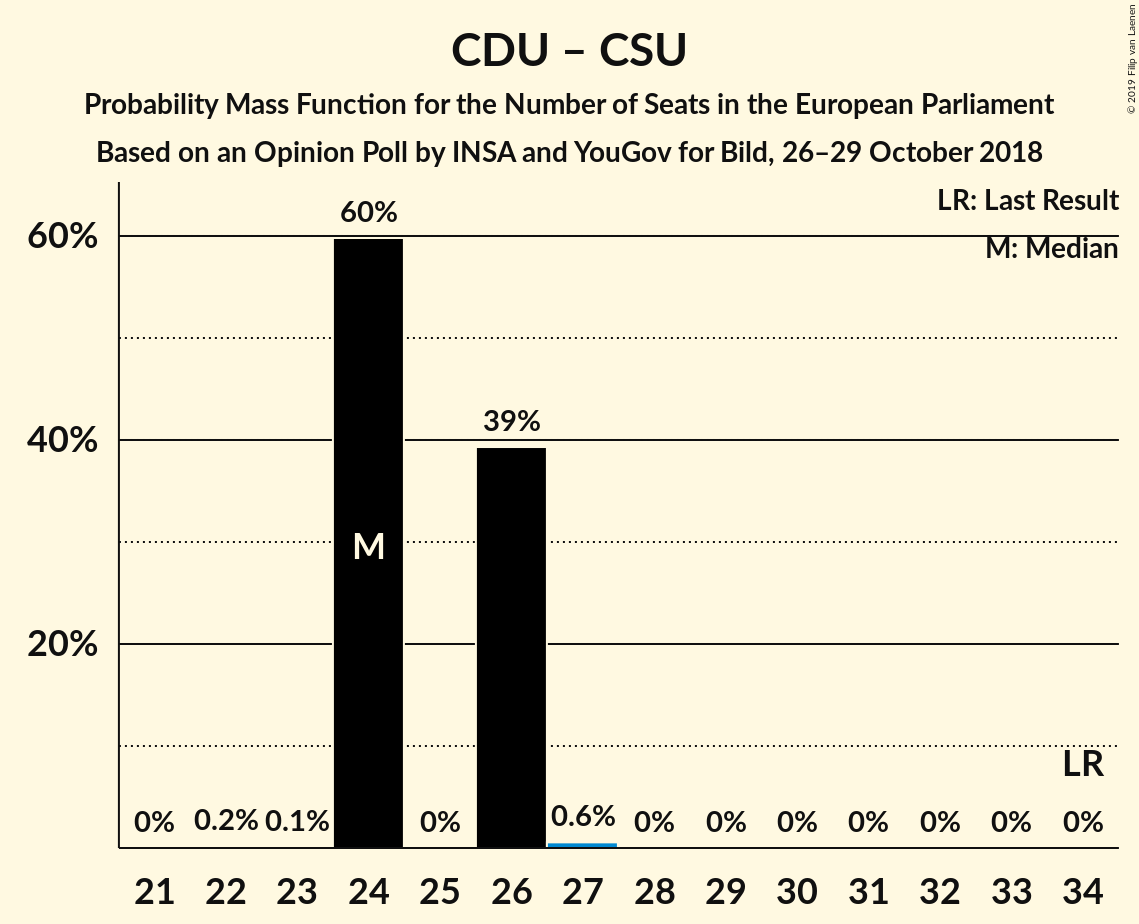 CDU – CSU
Probability Mass Function for the Number of Seats in the European Parliament
Based on an Opinion Poll by INSA and YouGov for Bild, 26–29 October 2018
© 2019 Filip van Laenen
LR: Last Result
M: Median
60%
40%
20%
60%
39%
M
LR
0% 0.2% 0.1% 0% 0.6% 0% 0% 0% 0% 0% 0% 0%
21 22 23 24 25 26 27 28 29 30 31 32 33 34